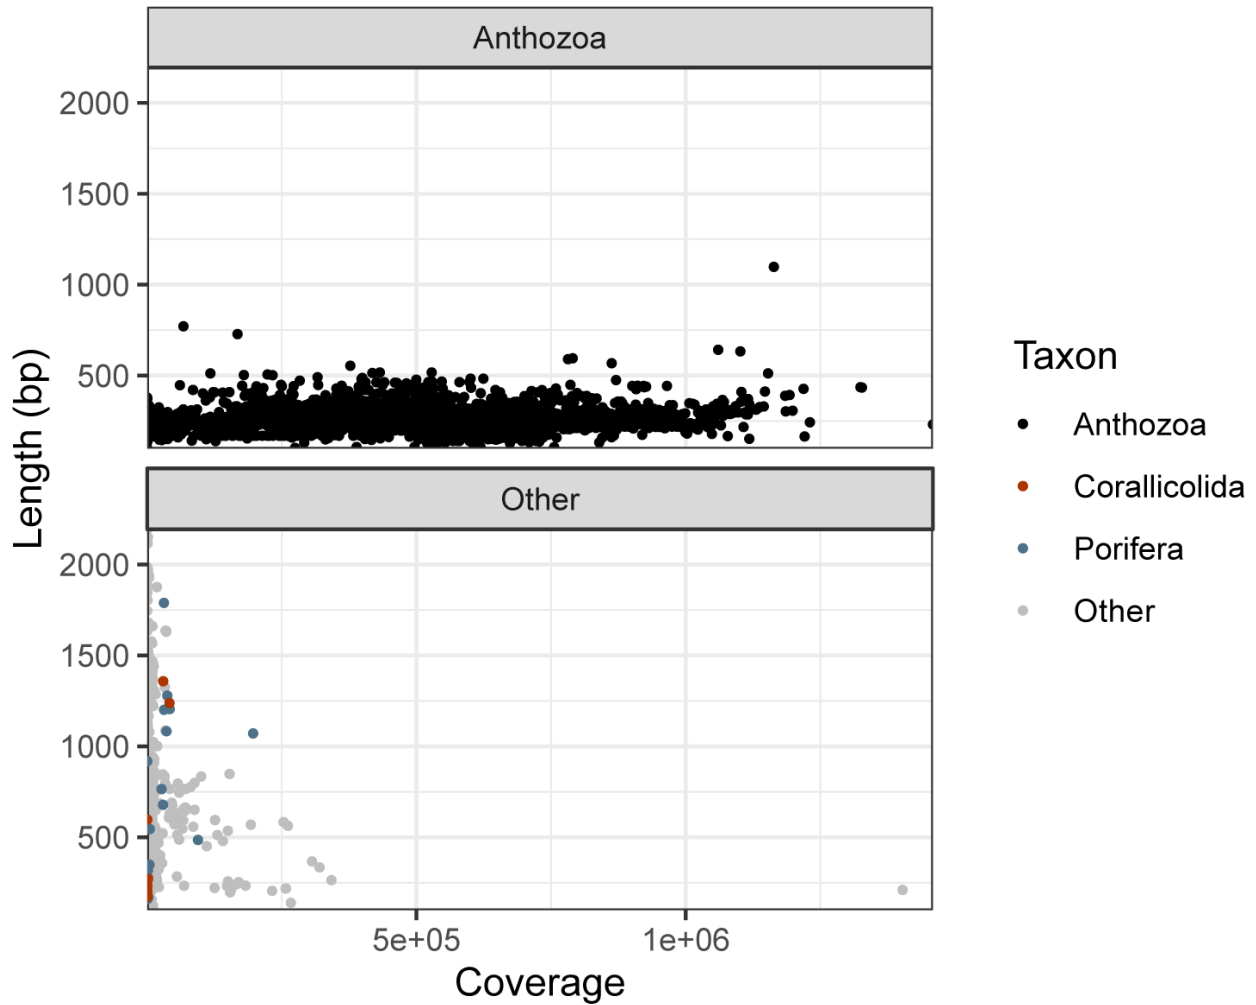 Anthozoa
2000
1500
1000
500
Other
2000
1500
1000
500
5e+05 1e+06
Coverage
Length (bp)
Taxon
Anthozoa
Corallicolida
Porifera
Other